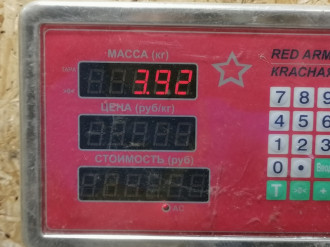 МАССА (кг)
3.92
RED ARM
КРАСНАЯ
ЦЕНА (руб/кг)
СТОИМОСТЬ (руб)
7 8 9
4 5 6
1 2 3
0 •
T